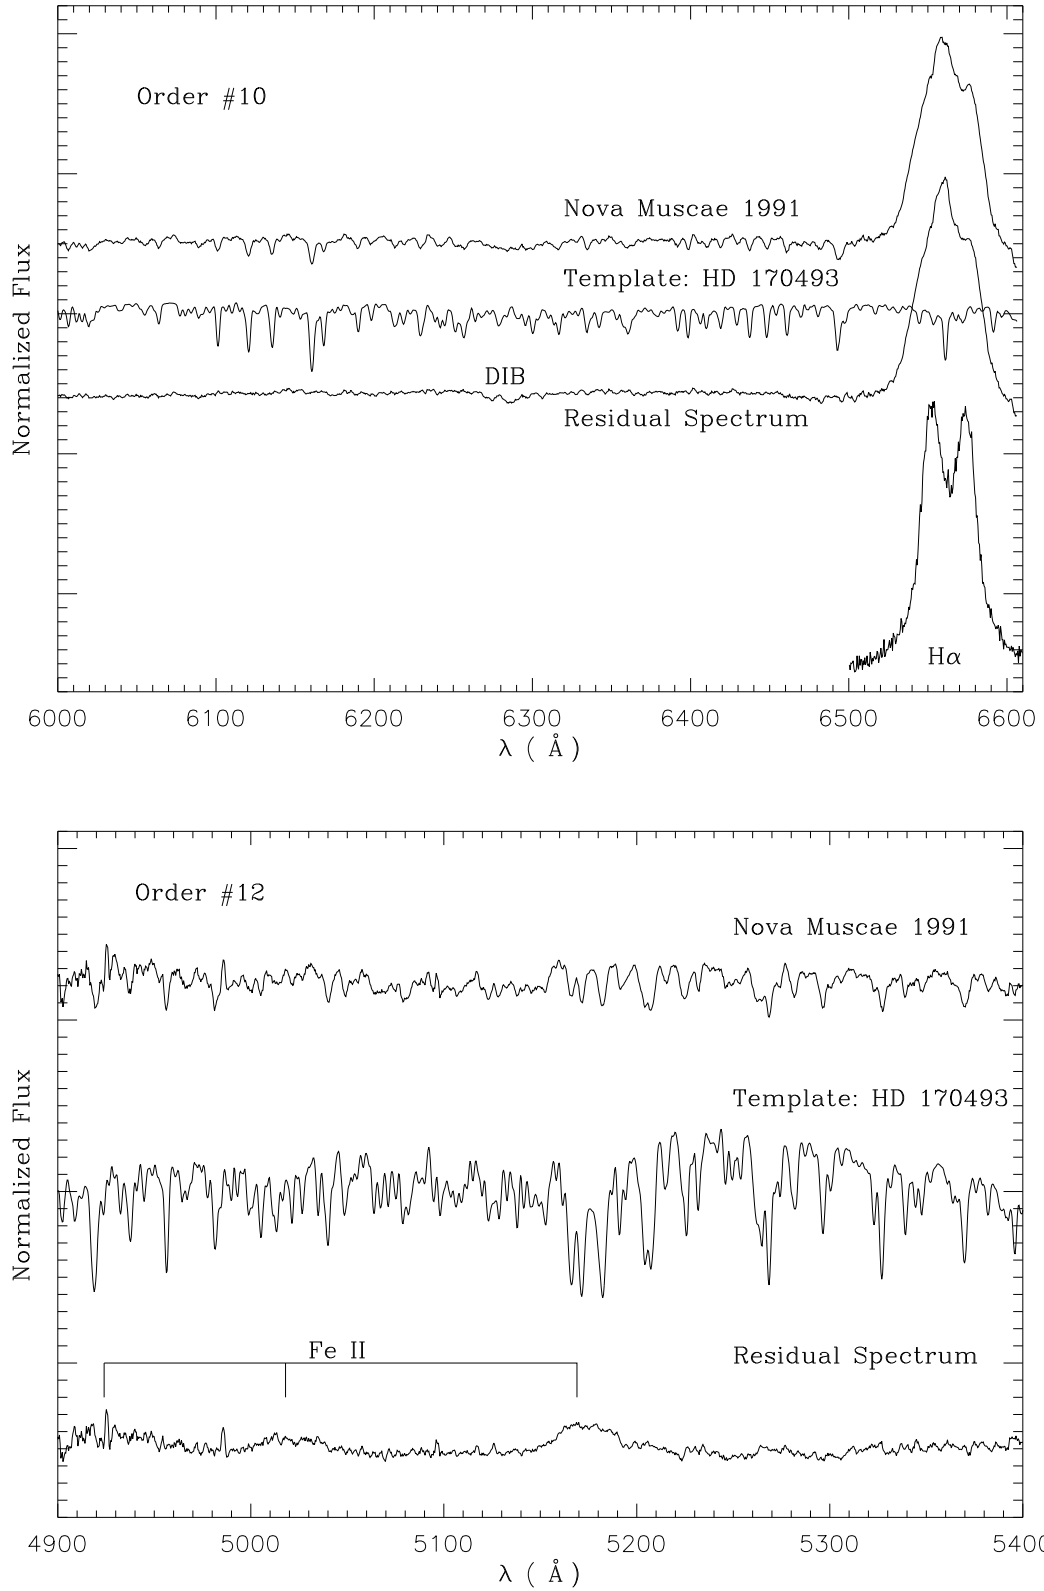 Order #10
Nova Muscae 1991
Template: HD 170493
DIB
Residual Spectrum
Hα
Normalized Flux
6000 6100 6200 6300 6400 6500 6600
λ ( Å )
Order #12
Nova Muscae 1991
Template: HD 170493
Fe II
Residual Spectrum
Normalized Flux
4900 5000 5100 5200 5300 5400
λ ( Å )